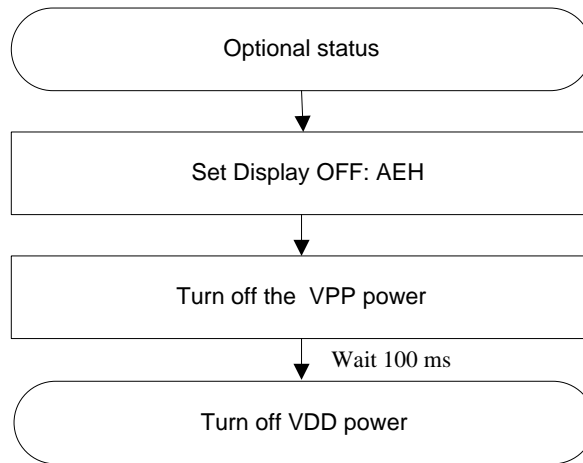 Optional status
Set Display OFF: AEH
Turn off the VPP power
Wait 100 ms
Turn off VDD power